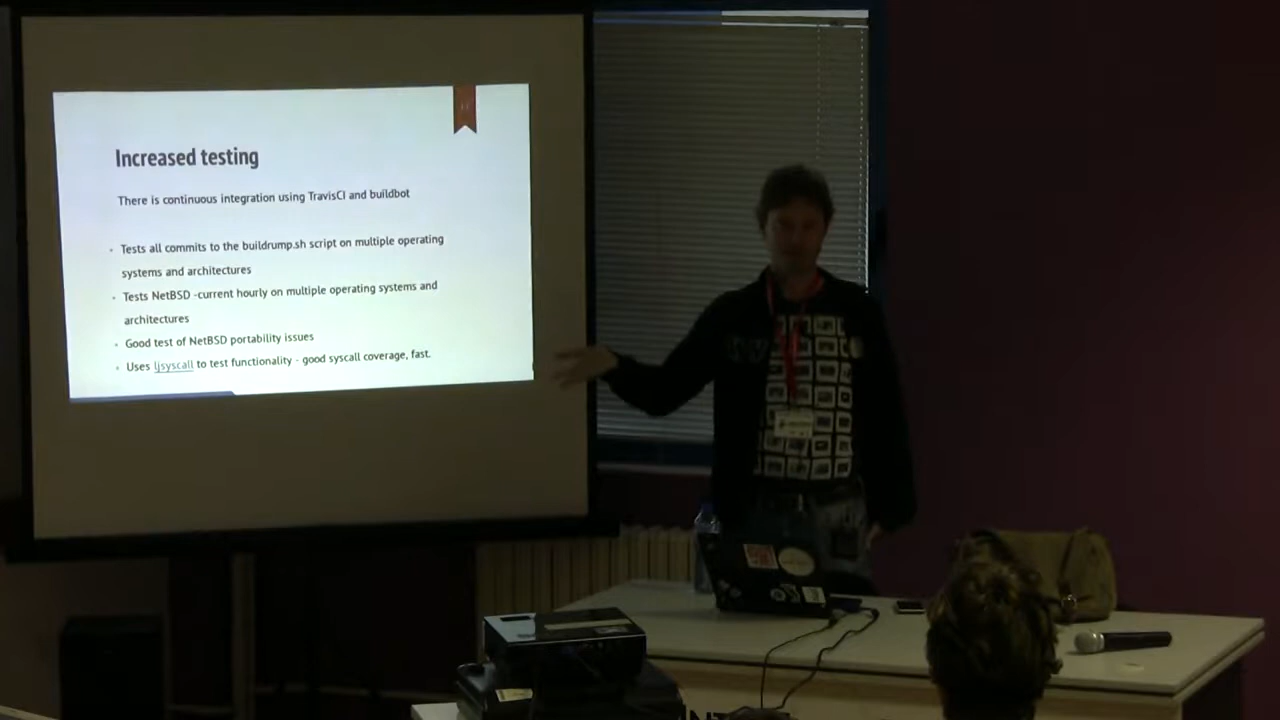 11
Increased testing
There is continuous integration using TravisCI and buildbot
Tests all commits to the buildrump.sh script on multiple operating
systems and architectures
Tests NetBSD -current hourly on multiple operating systems and
architectures
Good test of NetBSD portability issues
Uses ljsyscall to test functionality - good syscall coverage, fast.